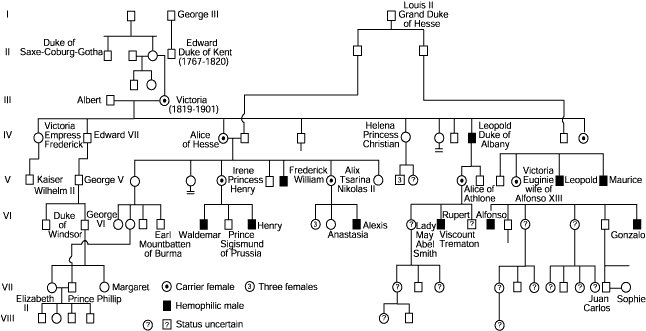 I
George III
Louis II
Grand Duke
of Hesse
II
Duke of
Saxe-Coburg-Gotha
Edward
Duke of Kent
(1767-1820)
III
Albert
Victoria
(1819-1901)
IV
Victoria
Empress
Frederick
Edward VII
Alice
of Hesse
Helena
Princess
Christian
Leopold
Duke of
Albany
V
Kaiser
Wilhelm II
George V
Irene
Princess
Henry
Frederick
William
Alix
Tsarina
Nikolas II
3
?
Alice of
Athlone
Victoria
Euginie
wife of
Alfonso XIII
Leopold
Maurice
VI
Duke
of
Windsor
George
VI
Earl
Mountbatten
of Burma
Waldemar
Prince
Sigismund
of Prussia
Henry
3
Anastasia
Alexis
?
Lady
May
Abel
Smith
Rupert
Viscount
Trematon
?
Alfonso
?
?
Gonzalo
VII
Elizabeth
II
Prince Phillip
Margaret
Carrier female
3 Three females
Hemophilic male
? ? Status uncertain
?
?
?
?
?
?
?
Juan
Carlos
Sophie
VIII
?
?